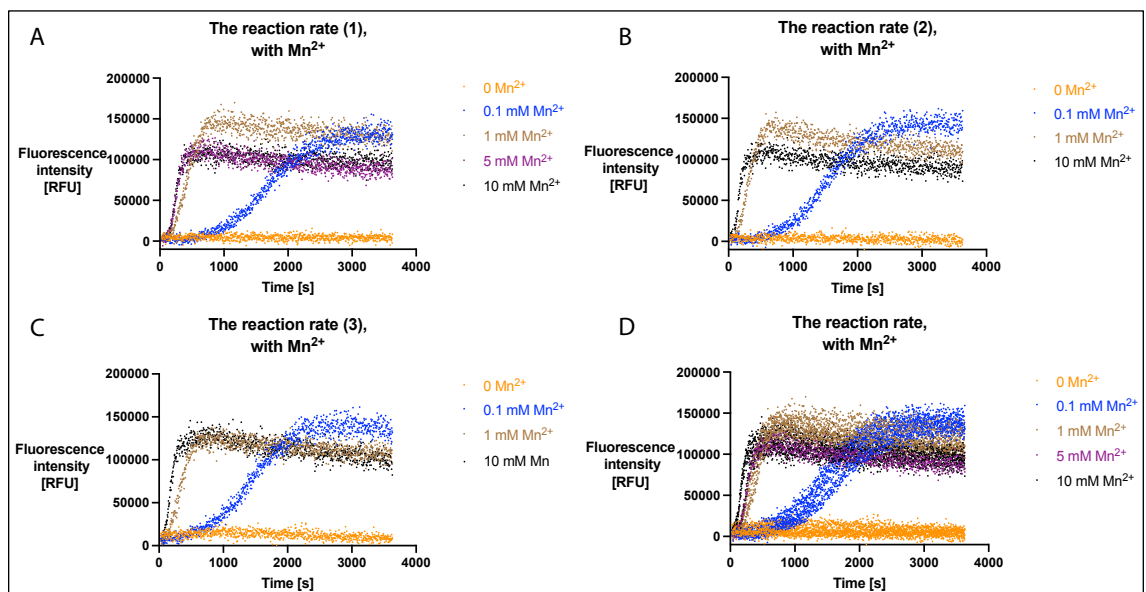 A
The reaction rate (1),
with Mn²⁺
Fluorescence
intensity
[RFU]
200000
150000
100000
50000
0
0 1000 2000 3000 4000
Time [s]
0 Mn²⁺
0.1 mM Mn²⁺
1 mM Mn²⁺
5 mM Mn²⁺
10 mM Mn²⁺
B
The reaction rate (2),
with Mn²⁺
Fluorescence
intensity
[RFU]
200000
150000
100000
50000
0
0 1000 2000 3000 4000
Time [s]
0 Mn²⁺
0.1 mM Mn²⁺
1 mM Mn²⁺
10 mM Mn²⁺
C
The reaction rate (3),
with Mn²⁺
Fluorescence
intensity
[RFU]
200000
150000
100000
50000
0
0 1000 2000 3000 4000
Time [s]
0 Mn²⁺
0.1 mM Mn²⁺
1 mM Mn²⁺
10 mM Mn
D
The reaction rate,
with Mn²⁺
Fluorescence
intensity
[RFU]
200000
150000
100000
50000
0
0 1000 2000 3000 4000
Time [s]
0 Mn²⁺
0.1 mM Mn²⁺
1 mM Mn²⁺
5 mM Mn²⁺
10 mM Mn²⁺